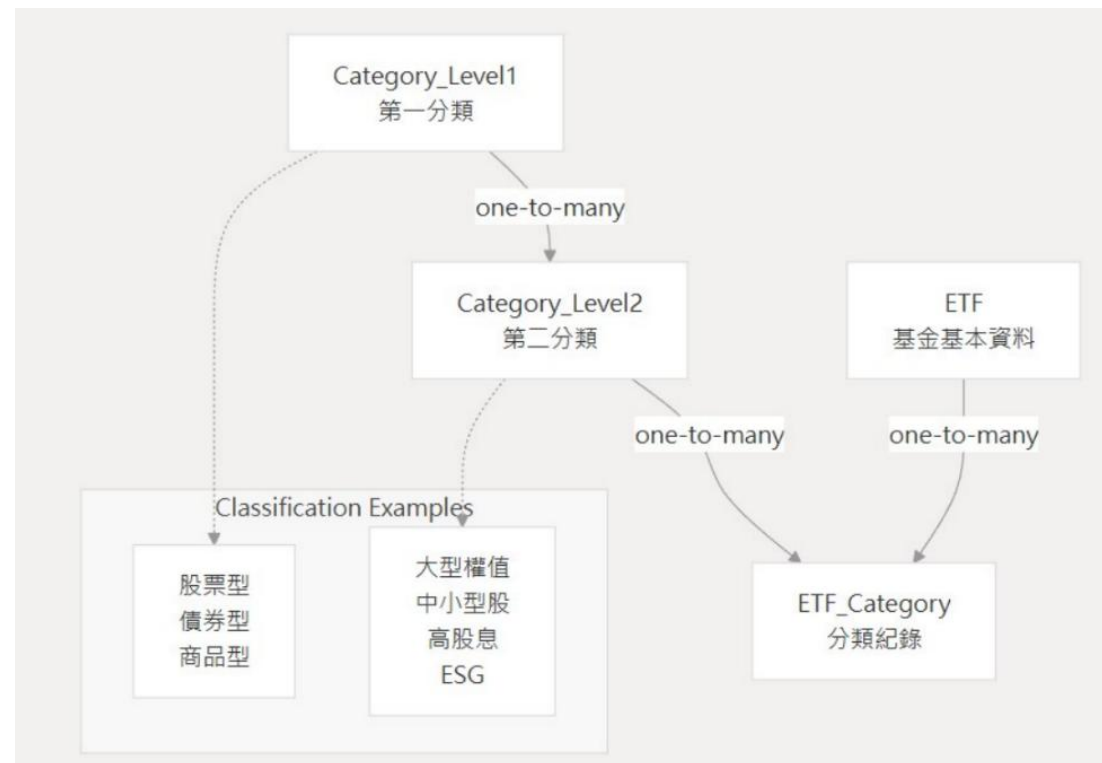 Category_Level1
第一分類
one-to-many
Category_Level2
第二分類
ETF
基金基本資料
one-to-many
one-to-many
Classification Examples
股票型
債券型
商品型
大型權值
中小型股
高股息
ESG
ETF_Category
分類紀錄